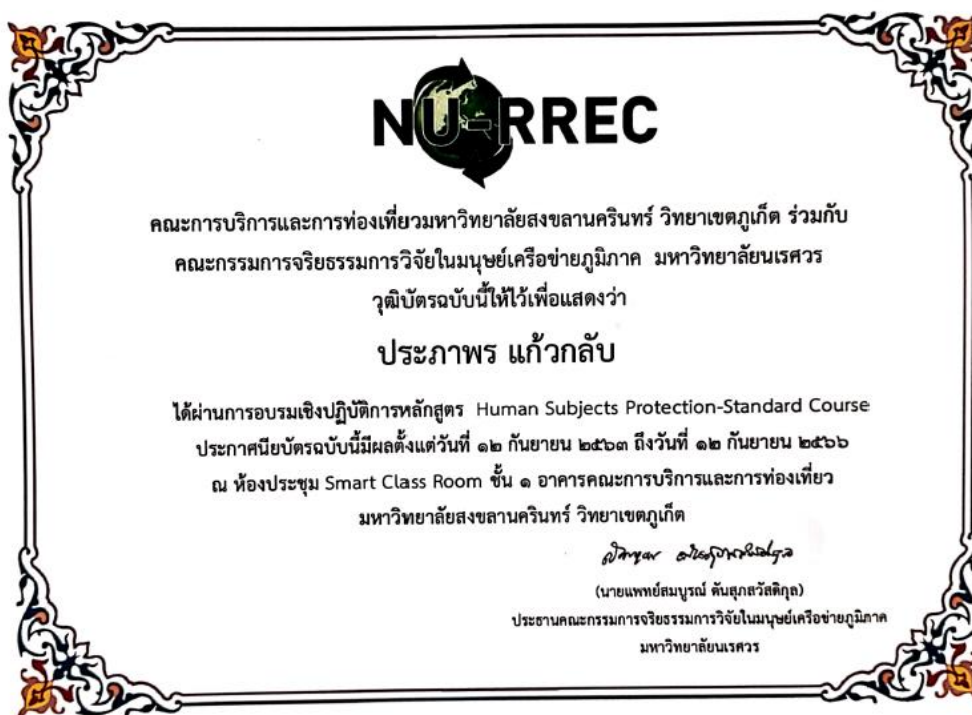 NU-RREC
คณะการบริการและการท่องเที่ยวมหาวิทยาลัยสงขลานครินทร์ วิทยาเขตภูเก็ต ร่วมกับ
คณะกรรมการจริยธรรมการวิจัยในมนุษย์เครือข่ายภูมิภาค มหาวิทยาลัยนเรศวร
วุฒิบัตรฉบับนี้ให้ไว้เพื่อแสดงว่า
ประภาพร แก้วกลับ
ได้ผ่านการอบรมเชิงปฏิบัติการหลักสูตร Human Subjects Protection-Standard Course
ประกาศนียบัตรฉบับนี้มีผลตั้งแต่วันที่ ๑๒ กันยายน ๒๕๖๓ ถึงวันที่ ๑๒ กันยายน ๒๕๖๖
ณ ห้องประชุม Smart Class Room ชั้น ๑ อาคารคณะการบริการและการท่องเที่ยว
มหาวิทยาลัยสงขลานครินทร์ วิทยาเขตภูเก็ต
(นายแพทย์สมบูรณ์ ตันสุภสวัสดิกุล)
ประธานคณะกรรมการจริยธรรมการวิจัยในมนุษย์เครือข่ายภูมิภาค
มหาวิทยาลัยนเรศวร